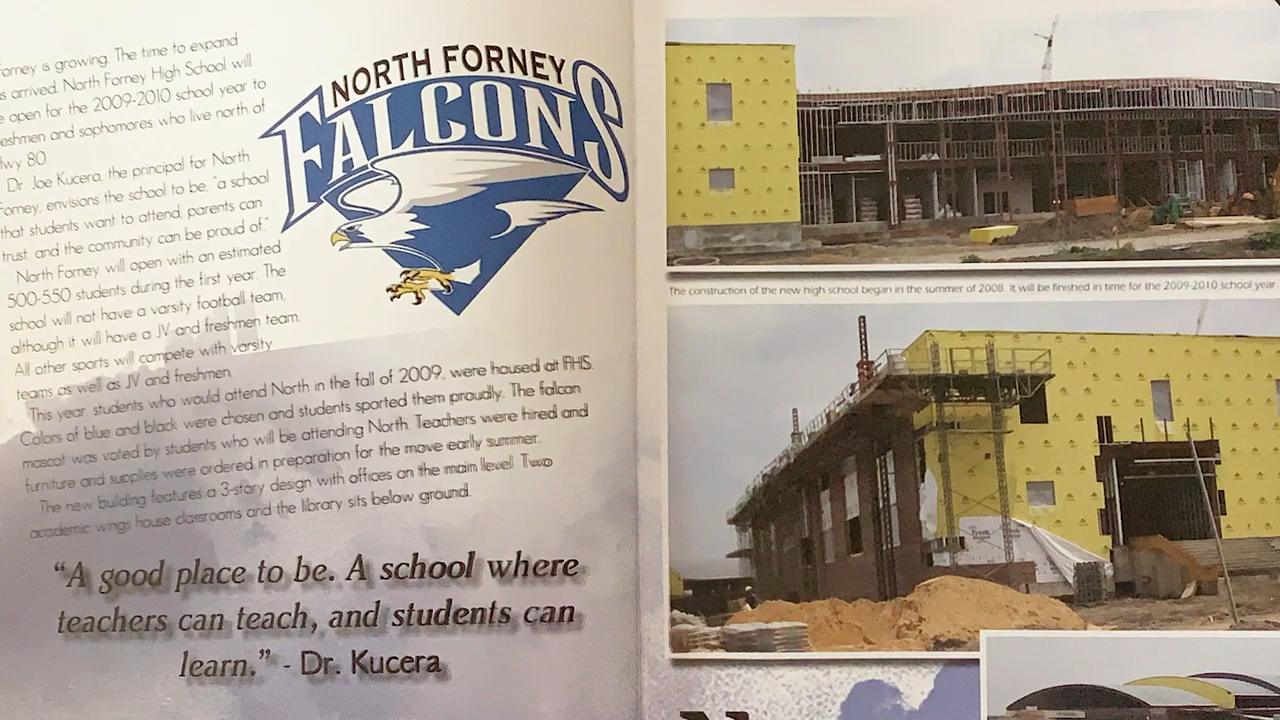 Forney is growing. The time to expand
arrived. North Forney High School will
open for the 2009-2010 school year to
freshmen and sophomores who live north of
Hwy 80.
Dr. Joe Kucera, the principal for North
Forney, envisions the school to be, "a school
that students want to attend, parents can
trust, and the community can be proud of."
North Forney will open with an estimated
500-550 students during the first year. The
school will not have a varsity football team,
although it will have a JV and freshmen team.
All other sports will compete with varsity
teams as well as JV and freshmen.
This year, students who would attend North in the fall of 2009, were housed at FHS.
Colors of blue and black were chosen and students sported them proudly. The falcon
mascot was voted by students who will be attending North. Teachers were hired and
furniture and supplies were ordered in preparation for the move early summer.
The new building features a 3-story design with offices on the main level. Two
academic wings house classrooms and the library sits below ground.
"A good place to be. A school where
teachers can teach, and students can
learn." - Dr. Kucera
NORTH FORNEY
FALCONS
The construction of the new high school began in the summer of 2008. It will be finished in time for the 2009-2010 school year